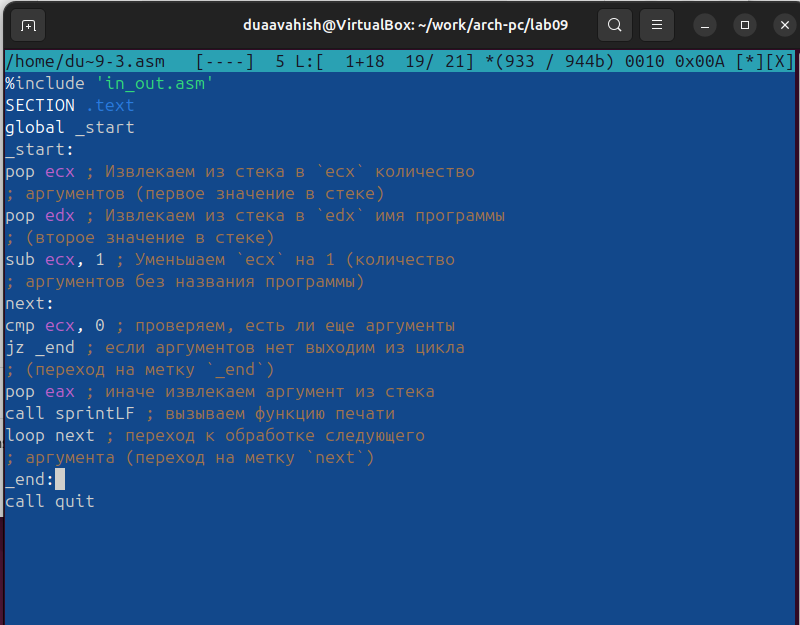 duaavahish@VirtualBox: ~/work/arch-pc/lab09
/home/du~9-3.asm   [----]  5 L:[  1+18  19/ 21] *(933 / 944b) 0010 0x00A [*][X]
%include 'in_out.asm'
SECTION .text
global _start
_start:
pop ecx ; Извлекаем из стека в `ecx` количество
; аргументов (первое значение в стеке)
pop edx ; Извлекаем из стека в `edx` имя программы
; (второе значение в стеке)
sub ecx, 1 ; Уменьшаем `ecx` на 1 (количество
; аргументов без названия программы)
next:
cmp ecx, 0 ; проверяем, есть ли еще аргументы
jz _end ; если аргументов нет выходим из цикла
; (переход на метку `_end`)
pop eax ; иначе извлекаем аргумент из стека
call sprintLF ; вызываем функцию печати
loop next ; переход к обработке следующего
; аргумента (переход на метку `next`)
_end:
call quit